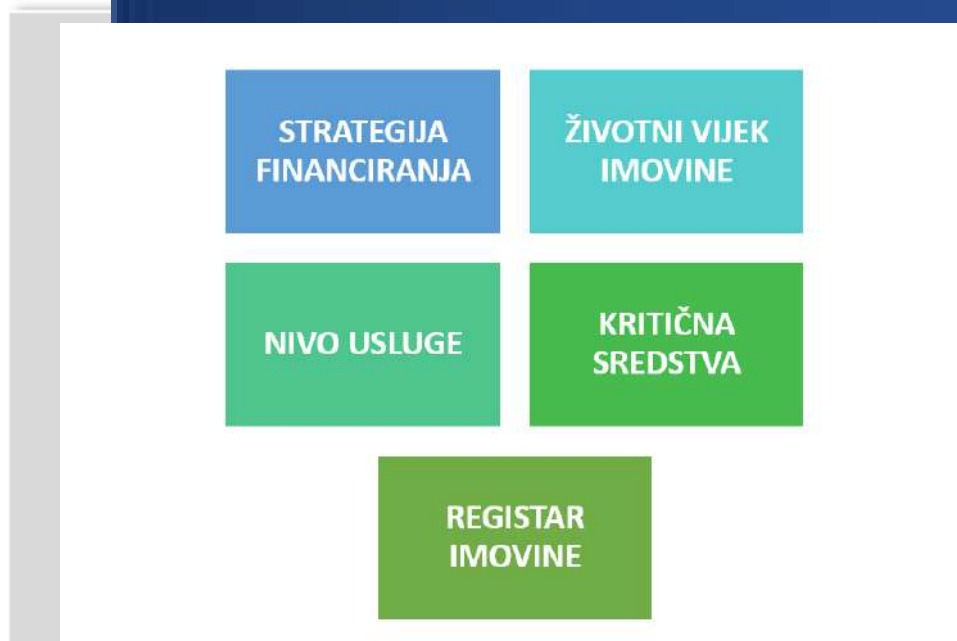 STRATEGIJA
FINANCIRANJA
ŽIVOTNI VIJEK
IMOVINE
NIVO USLUGE
KRITIČNA
SREDSTVA
REGISTAR
IMOVINE